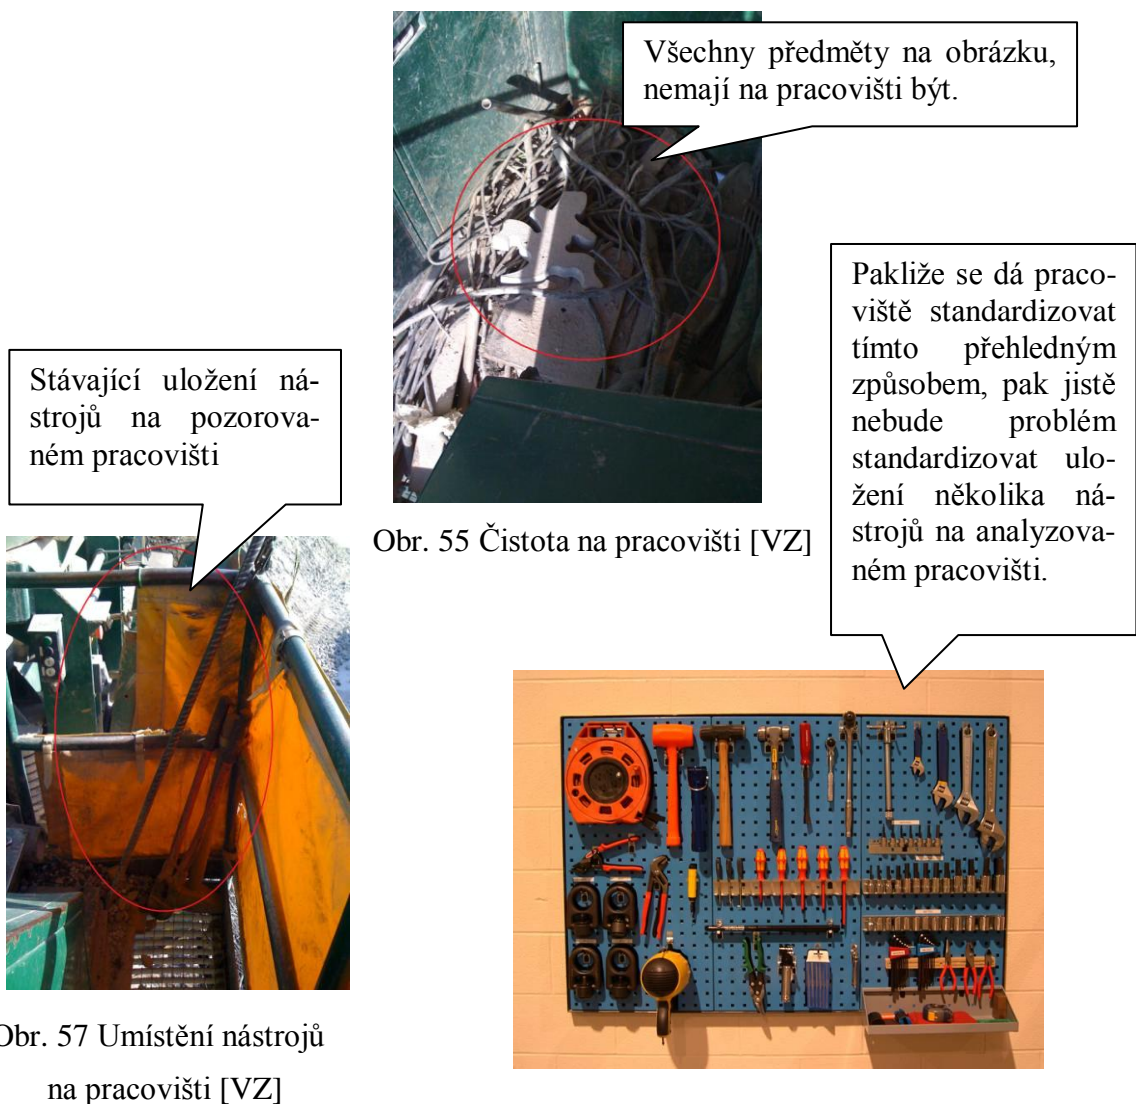 Všechny předměty na obrázku,
nemají na pracovišti být.
Pakliže se dá praco-
viště standardizovat
tímto přehledným
způsobem, pak jistě
nebude problém
standardizovat ulo-
žení několika ná-
strojů na analyzova-
ném pracovišti.
Stávající uložení ná-
strojů na pozorova-
ném pracovišti
Obr. 55 Čistota na pracovišti [VZ]
Obr. 57 Umístění nástrojů
na pracovišti [VZ]